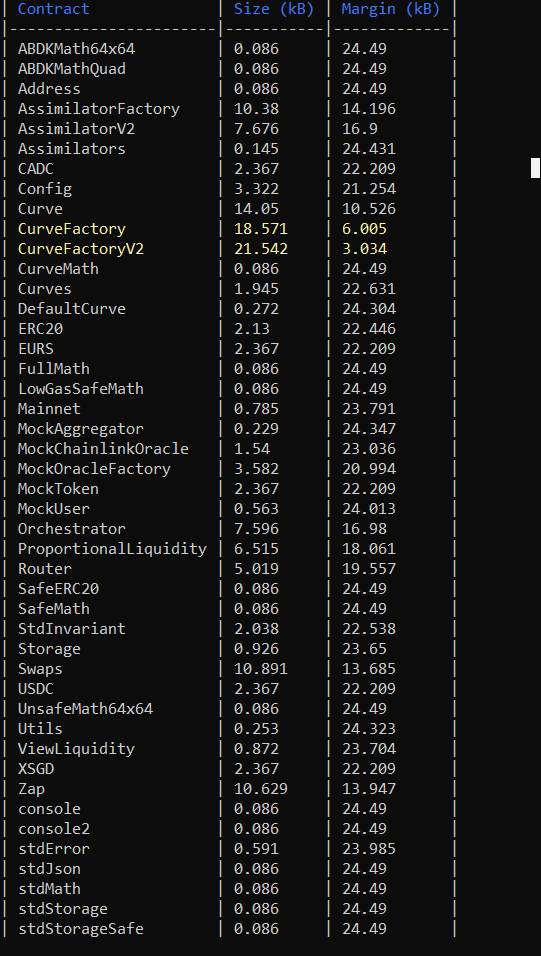 | Contract | Size (kB) | Margin (kB) |
|----------------------|-----------|-------------|
| ABDKMath64x64 | 0.086 | 24.49 |
| ABDKMathQuad | 0.086 | 24.49 |
| Address | 0.086 | 24.49 |
| AssimilatorFactory | 10.38 | 14.196 |
| AssimilatorV2 | 7.676 | 16.9 |
| Assimilators | 0.145 | 24.431 |
| CADC | 2.367 | 22.209 |
| Config | 3.322 | 21.254 |
| Curve | 14.05 | 10.526 |
| CurveFactory | 18.571 | 6.005 |
| CurveFactoryV2 | 21.542 | 3.034 |
| CurveMath | 0.086 | 24.49 |
| Curves | 1.945 | 22.631 |
| DefaultCurve | 0.272 | 24.304 |
| ERC20 | 2.13 | 22.446 |
| EURS | 2.367 | 22.209 |
| FullMath | 0.086 | 24.49 |
| LowGasSafeMath | 0.086 | 24.49 |
| Mainnet | 0.785 | 23.791 |
| MockAggregator | 0.229 | 24.347 |
| MockChainlinkOracle | 1.54 | 23.036 |
| MockOracleFactory | 3.582 | 20.994 |
| MockToken | 2.367 | 22.209 |
| MockUser | 0.563 | 24.013 |
| Orchestrator | 7.596 | 16.98 |
| ProportionalLiquidity | 6.515 | 18.061 |
| Router | 5.019 | 19.557 |
| SafeERC20 | 0.086 | 24.49 |
| SafeMath | 0.086 | 24.49 |
| StdInvariant | 2.038 | 22.538 |
| Storage | 0.926 | 23.65 |
| Swaps | 10.891 | 13.685 |
| USDC | 2.367 | 22.209 |
| UnsafeMath64x64 | 0.086 | 24.49 |
| Utils | 0.253 | 24.323 |
| ViewLiquidity | 0.872 | 23.704 |
| XSGD | 2.367 | 22.209 |
| Zap | 10.629 | 13.947 |
| console | 0.086 | 24.49 |
| console2 | 0.086 | 24.49 |
| stdError | 0.591 | 23.985 |
| stdJson | 0.086 | 24.49 |
| stdMath | 0.086 | 24.49 |
| stdStorage | 0.086 | 24.49 |
| stdStorageSafe | 0.086 | 24.49 |